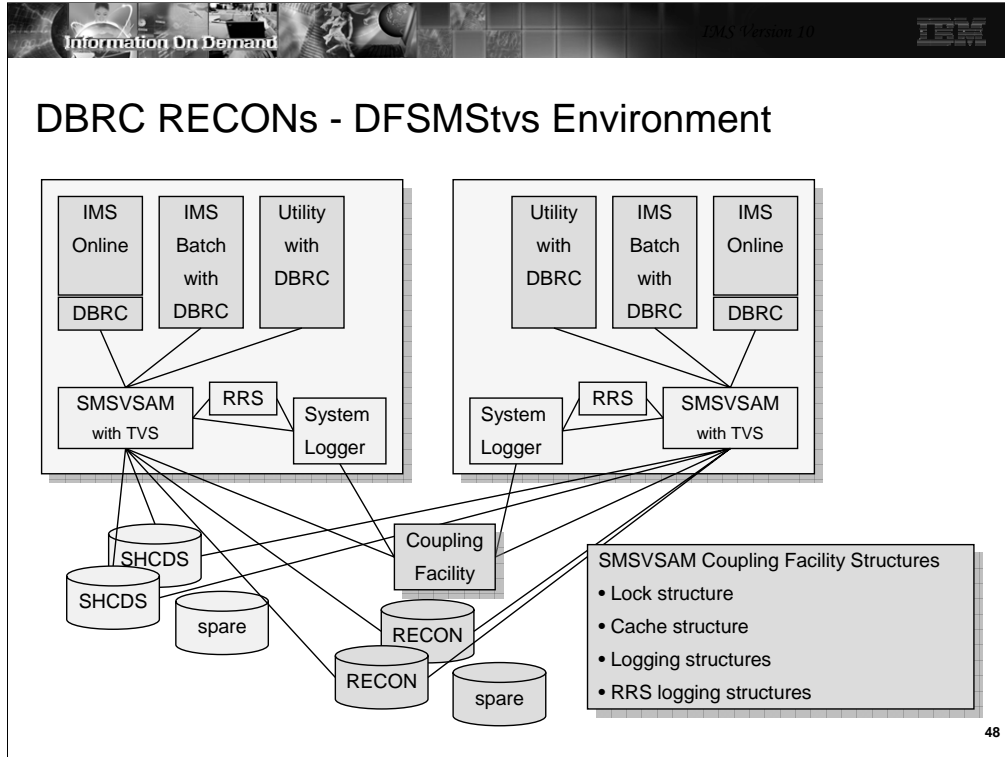 Information On Demand
IMS Version 10
IBM
DBRC RECONs - DFSMStvs Environment
IMS
Online
DBRC
IMS
Batch
with
DBRC
Utility
with
DBRC
SMSVSAM
with TVS
RRS
System
Logger
Utility
with
DBRC
IMS
Batch
with
DBRC
IMS
Online
DBRC
System
Logger
RRS
SMSVSAM
with TVS
SHCDS
SHCDS
spare
Coupling
Facility
RECON
RECON
spare
SMSVSAM Coupling Facility Structures
• Lock structure
• Cache structure
• Logging structures
• RRS logging structures
48